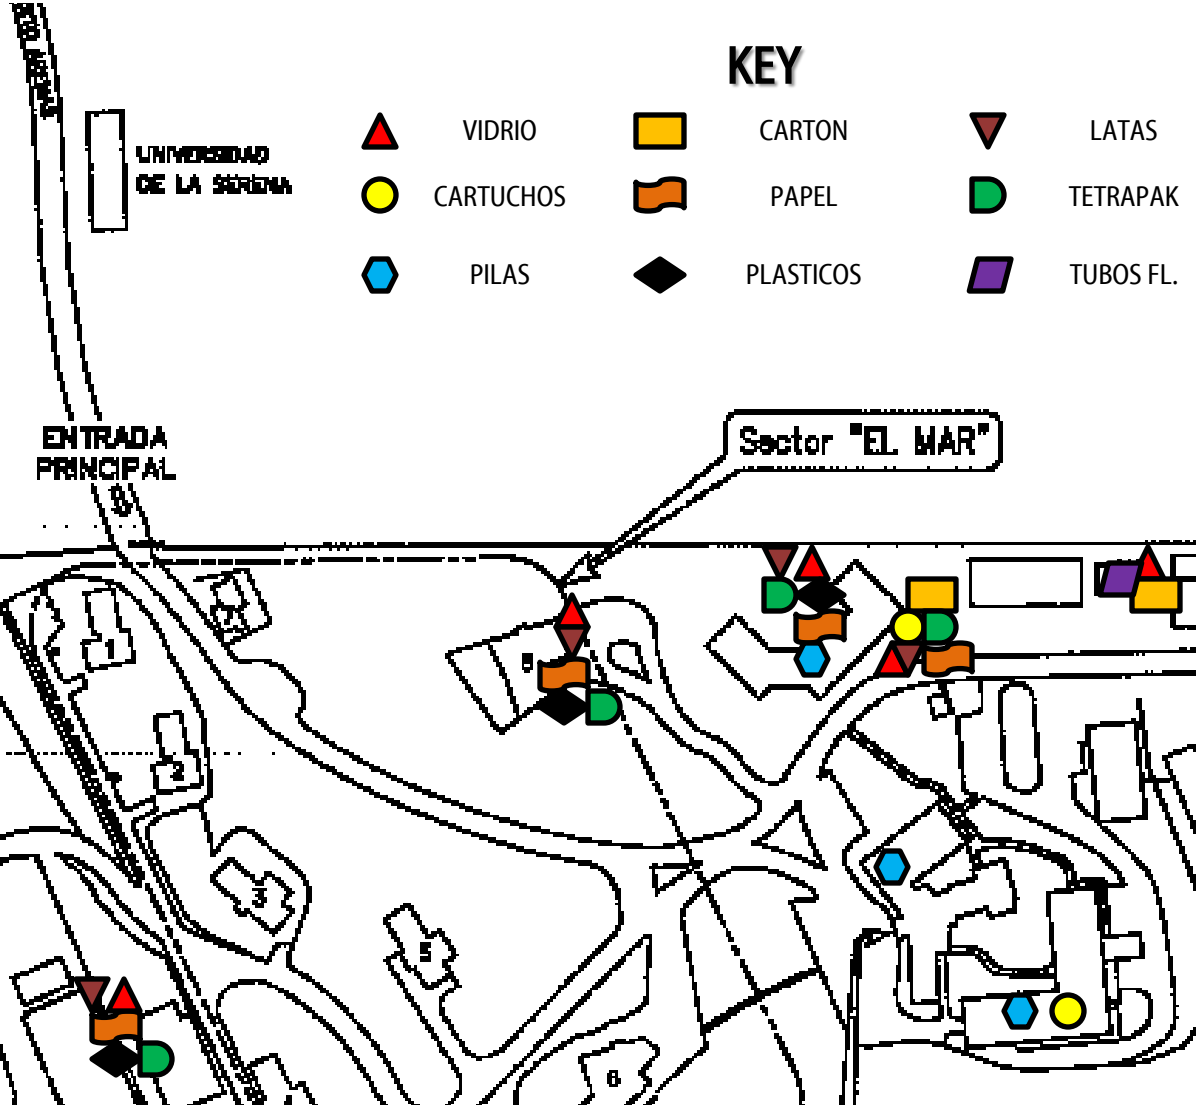 KEY
VIDRIO
CARTON
LATAS
UNIVERSIDAD
DE LA SERENA
CARTUCHOS
PAPEL
TETRAPAK
PILAS
PLASTICOS
TUBOS FL.
ENTRADA
PRINCIPAL
Sector "EL MAR"
7
1
2
3
5
6